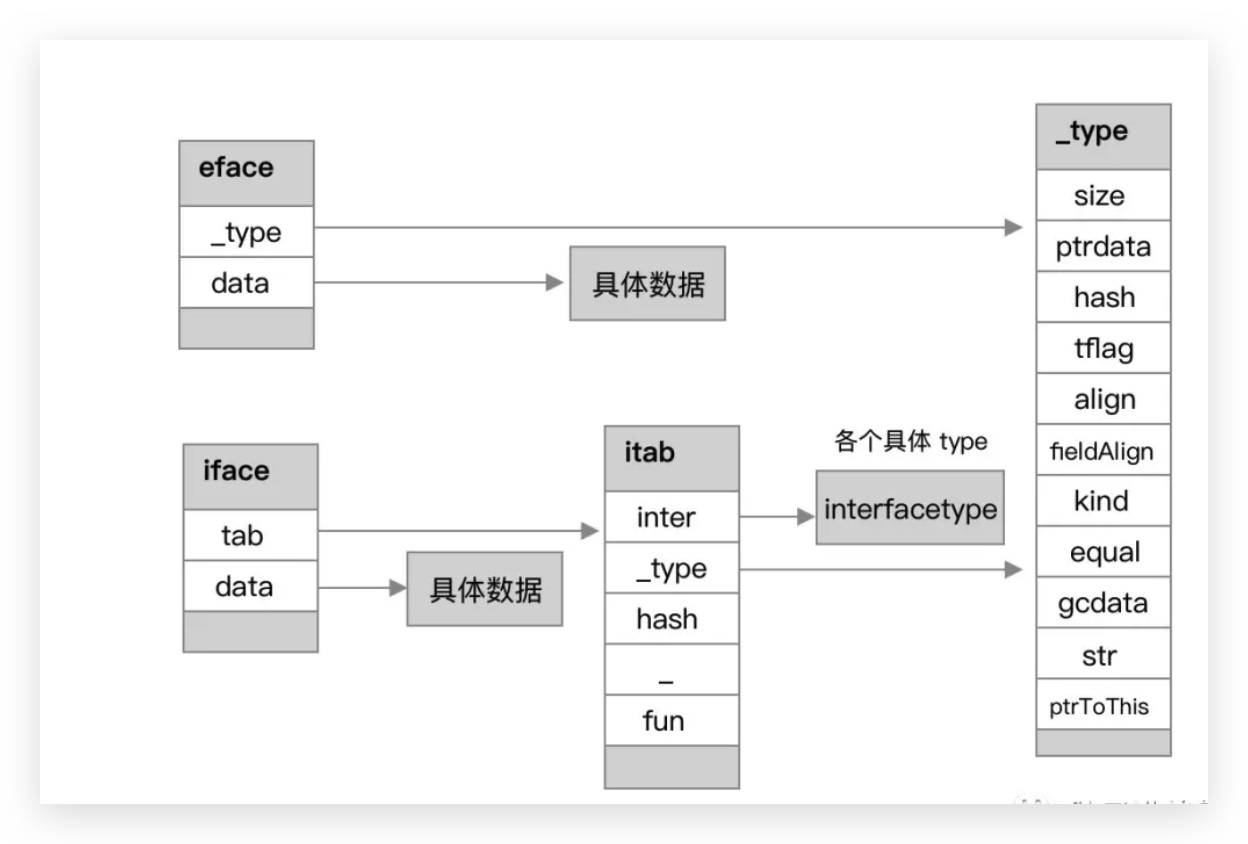 eface
_type
data
具体数据
iface
tab
data
具体数据
itab
inter
_type
hash
_
fun
各个具体 type
interfacetype
_type
size
ptrdata
hash
tflag
align
fieldAlign
kind
equal
gcdata
str
ptrToThis